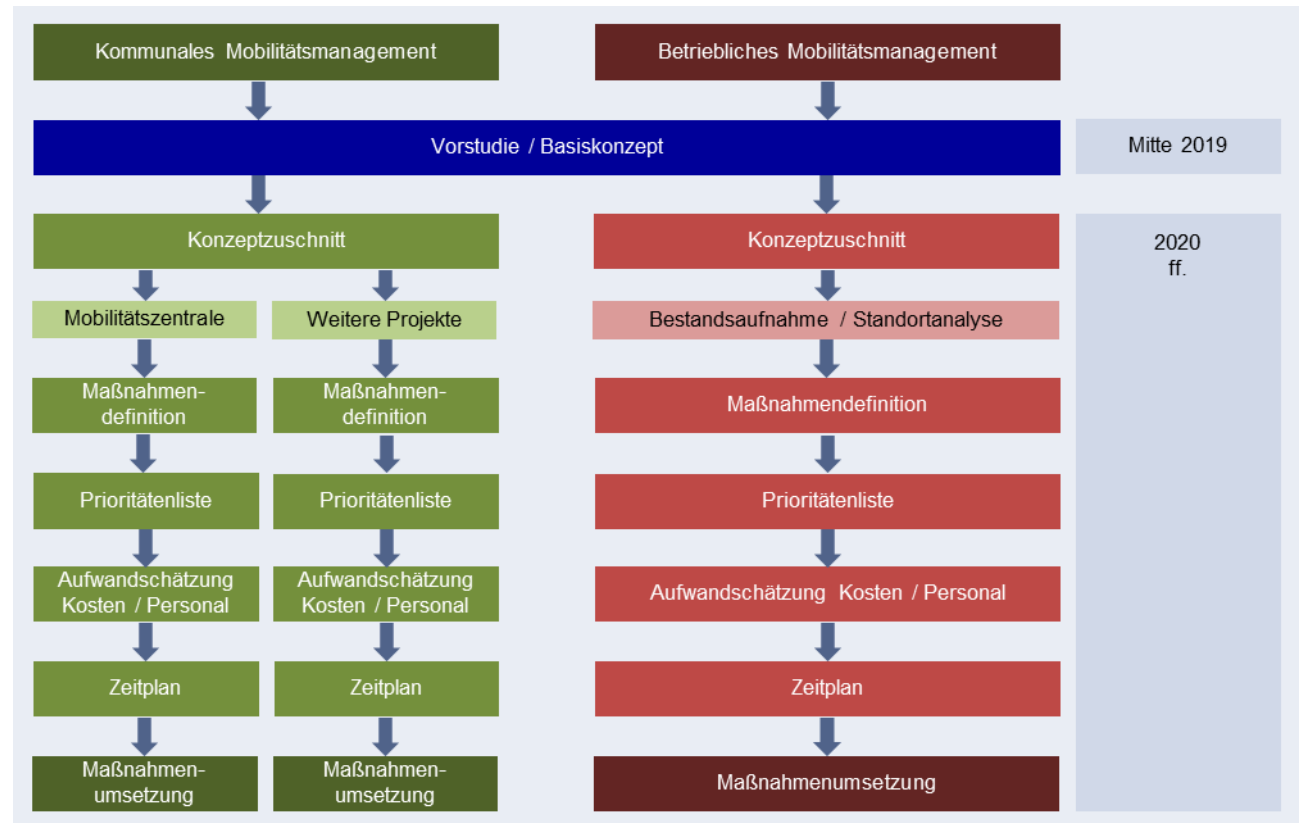 Kommunales Mobilitätsmanagement
Betriebliches Mobilitätsmanagement
Vorstudie / Basiskonzept
Mitte 2019
Konzeptzuschnitt
Konzeptzuschnitt
2020
ff.
Mobilitätszentrale
Weitere Projekte
Bestandsaufnahme / Standortanalyse
Maßnahmen-
definition
Maßnahmen-
definition
Maßnahmendefinition
Prioritätenliste
Prioritätenliste
Prioritätenliste
Aufwandschätzung
Kosten / Personal
Aufwandschätzung
Kosten / Personal
Aufwandschätzung Kosten / Personal
Zeitplan
Zeitplan
Zeitplan
Maßnahmen-
umsetzung
Maßnahmen-
umsetzung
Maßnahmenumsetzung